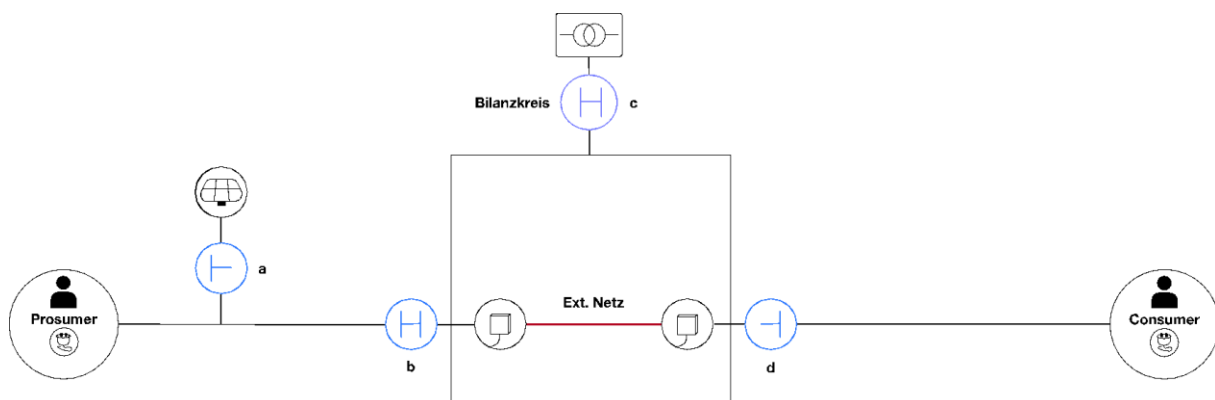 Bilanzkreis
c
a
Prosumer
Ext. Netz
Consumer
b
d